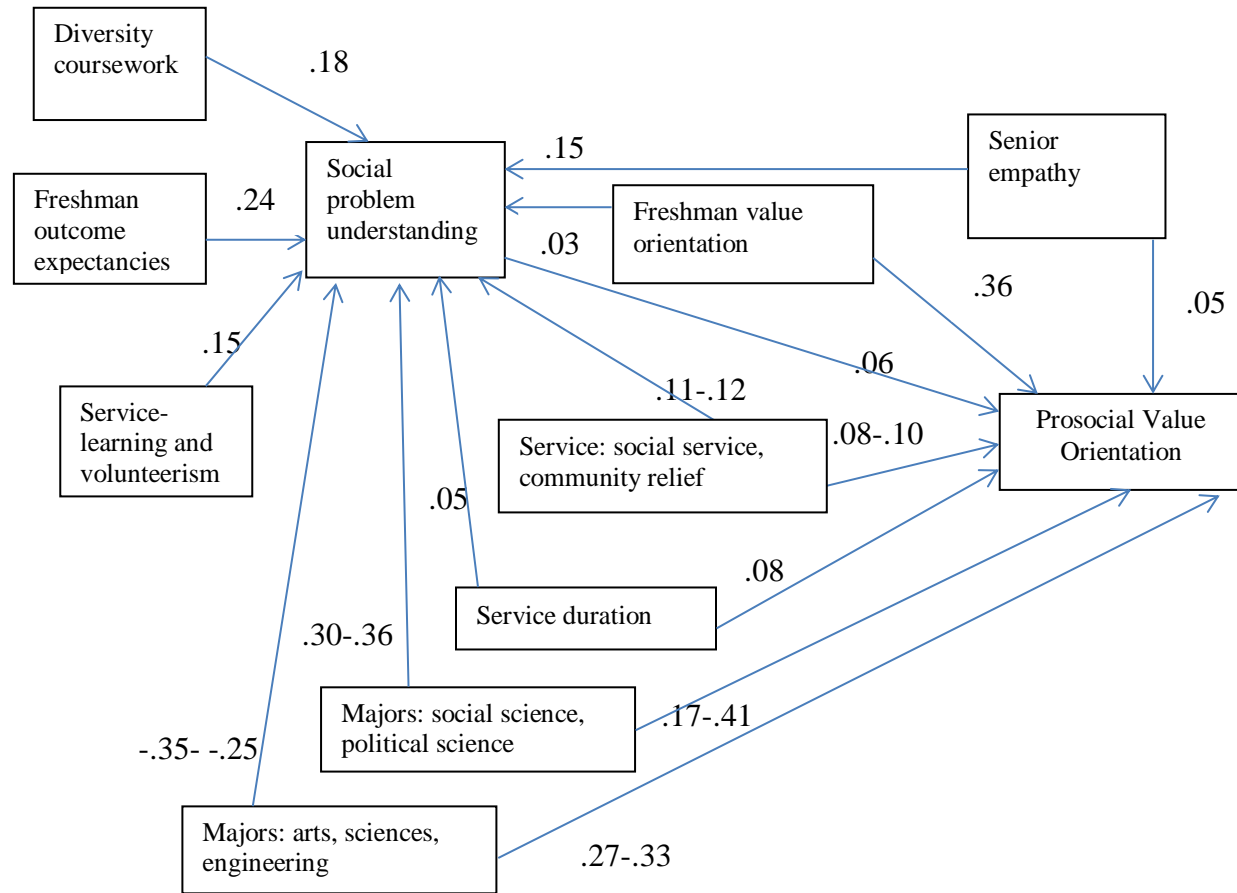 Diversity
coursework
.18
Social
problem
understanding
.15
Senior
empathy
Freshman
outcome
expectancies
.24
Freshman value
orientation
.03
.36
.05
.15
.06
.11-.12
Service-
learning and
volunteerism
Service: social service,
community relief
.08-.10
Prosocial Value
Orientation
.05
Service duration
.08
.30-.36
Majors: social science,
political science
.17-.41
-.35- -.25
Majors: arts, sciences,
engineering
.27-.33